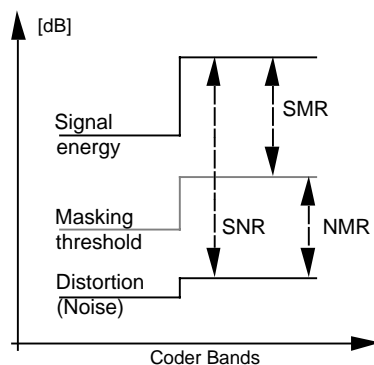 [dB]
Signal
energy
SMR
Masking
threshold
SNR
NMR
Distortion
(Noise)
Coder Bands